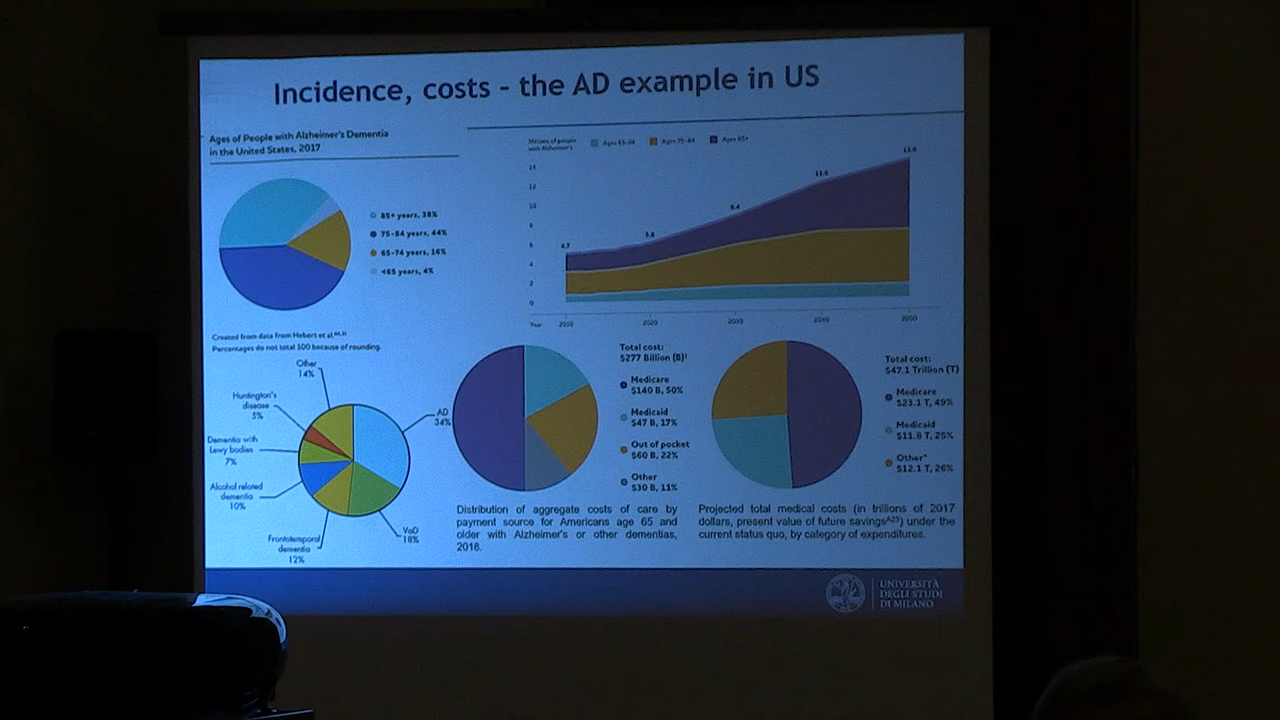 Incidence, costs – the AD example in US
Ages of People with Alzheimer's Dementia
in the United States, 2017
85+ years, 38%
75-84 years, 44%
65-74 years, 16%
<65 years, 4%
Created from data from Hebert et al.
Percentages do not total 100 because of rounding.
Millions of people
with Alzheimer's
Ages 65-74
Ages 75-84
Ages 85+
14
12
10
8
6
4
2
0
4.7
5.8
8.4
11.6
13.8
Year
2010
2020
2030
2040
2050
Other
14%
Huntington's
disease
5%
Dementia with
Lewy bodies
7%
Alcohol related
dementia
10%
Frontotemporal
dementia
12%
VaD
18%
AD
34%
Total cost:
$277 Billion (B)
Medicare
$140 B, 50%
Medicaid
$47 B, 17%
Out of pocket
$60 B, 22%
Other
$30 B, 11%
Distribution of aggregate costs of care by
payment source for Americans age 65 and
older with Alzheimer's or other dementias,
2018.
Total cost:
$47.1 Trillion (T)
Medicare
$23.1 T, 49%
Medicaid
$11.8 T, 25%
Other*
$12.1 T, 26%
Projected total medical costs (in trillions of 2017
dollars, present value of future savings) under the
current status quo, by category of expenditures.
UNIVERSITÀ
DEGLI STUDI
DI MILANO